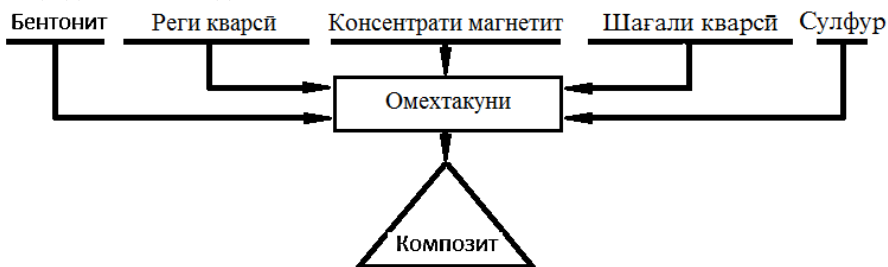 Бентонит Реги кварсӣ Консентрати магнетит Шағали кварсӣ Сулфур
Омехтакуни
Композит